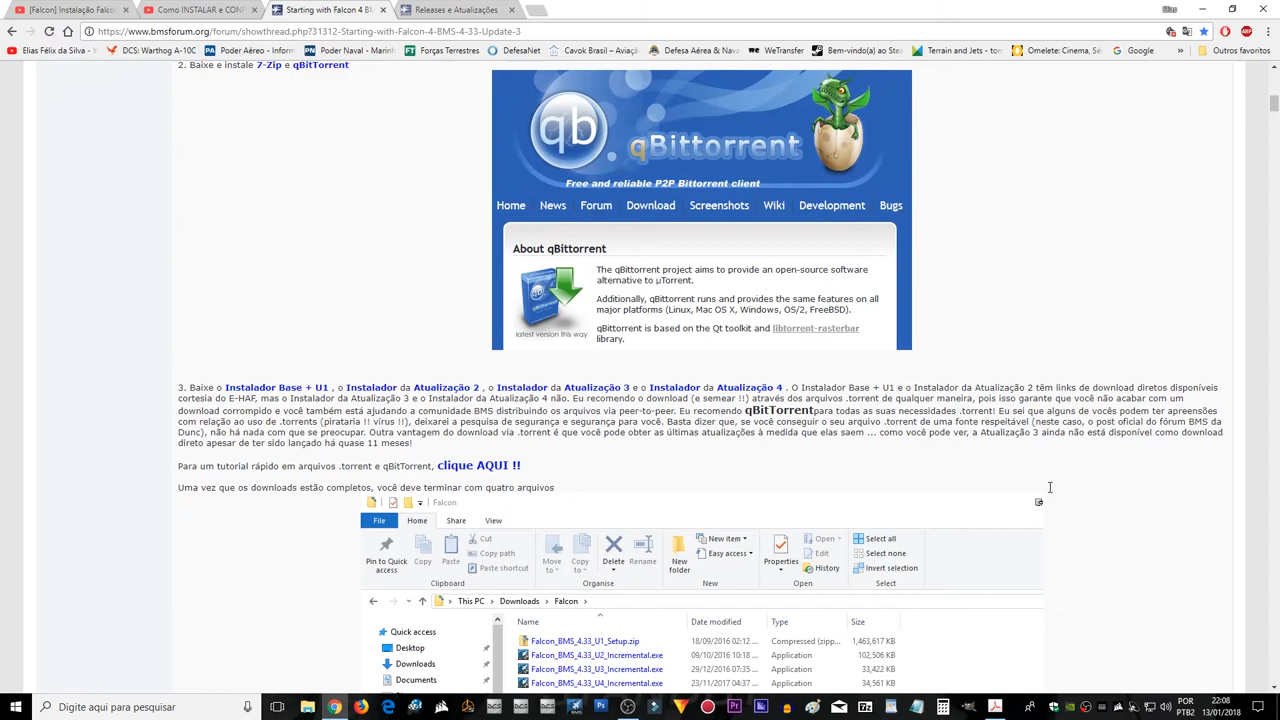 [Falcon] Instalação Falco
Como INSTALAR e CONF
Starting with Falcon 4 BM
Releases e Atualizações
Elias
https://www.bmsforum.org/forum/showthread.php?31312-Starting-with-Falcon-4-BMS-4-33-Update-3
Elias Félix da Silva - Y
DCS: Warthog A-10C
Poder Aéreo - Inform
Poder Naval - Marinh
Forças Terrestres
DefesaNet
Cavok Brasil – Aviaçã
Defesa Aérea & Nava
WeTransfer
Bem-vindo(a) ao Stea
Terrain and Jets - tom
Omelete: Cinema, Sé
Google
»
Outros favoritos
2. Baixe e instale 7-Zip e qBitTorrent
qb
qBittorrent
Free and reliable P2P Bittorrent client
Home News Forum Download Screenshots Wiki Development Bugs
About qBittorrent
The qBittorrent project aims to provide an open-source software
alternative to µTorrent.
Additionally, qBittorrent runs and provides the same features on all
major platforms (Linux, Mac OS X, Windows, OS/2, FreeBSD).
latest version this way
qBittorrent is based on the Qt toolkit and libtorrent-rasterbar
library.
3. Baixe o Instalador Base + U1 , o Instalador da Atualização 2 , o Instalador da Atualização 3 e o Instalador da Atualização 4 . O Instalador Base + U1 e o Instalador da Atualização 2 têm links de download diretos disponíveis
cortesia do E-HAF, mas o Instalador da Atualização 3 e o Instalador da Atualização 4 não. Eu recomendo o download (e semear !!) através dos arquivos .torrent de qualquer maneira, pois isso garante que você não acabar com um
download corrompido e você também está ajudando a comunidade BMS distribuindo os arquivos via peer-to-peer. Eu recomendo qBitTorrentpara todas as suas necessidades .torrent! Eu sei que alguns de vocês podem ter apreensões
com relação ao uso de .torrents (pirataria !! vírus !!), deixarei a pesquisa de segurança e segurança para você. Basta dizer que, se você conseguir o seu arquivo .torrent de uma fonte respeitável (neste caso, o post oficial do fórum BMS da
Dunc), não há nada com que se preocupar. Outra vantagem do download via .torrent é que você pode obter as últimas atualizações à medida que elas saem ... como você pode ver, a Atualização 3 ainda não está disponível como download
direto apesar de ter sido lançado há quase 11 meses!
Para um tutorial rápido em arquivos .torrent e qBitTorrent, clique AQUI !!
Uma vez que os downloads estão completos, você deve terminar com quatro arquivos
Falcon
File Home Share View
Cut
Copy path
Paste shortcut
New item
Easy access
Open
Edit
History
Select all
Select none
Invert selection
Pin to Quick
access
Copy
Paste
Move
to
Copy
to
Delete
Rename
New
folder
Properties
Clipboard Organise New Open Select
This PC > Downloads > Falcon >
Name Date modified Type Size
Quick access
Desktop
Downloads
Documents
Falcon_BMS_4.33_U1_Setup.zip 18/09/2016 02:12 ... Compressed (zipp... 1,463,617 KB
Falcon_BMS_4.33_U2_Incremental.exe 09/10/2016 10:18 ... Application 102,506 KB
Falcon_BMS_4.33_U3_Incremental.exe 29/12/2016 07:35 ... Application 33,422 KB
Falcon_BMS_4.33_U4_Incremental.exe 23/11/2017 04:37 ... Application 34,561 KB
Digite aqui para pesquisar
POR
PTB2
22:08
13/01/2018